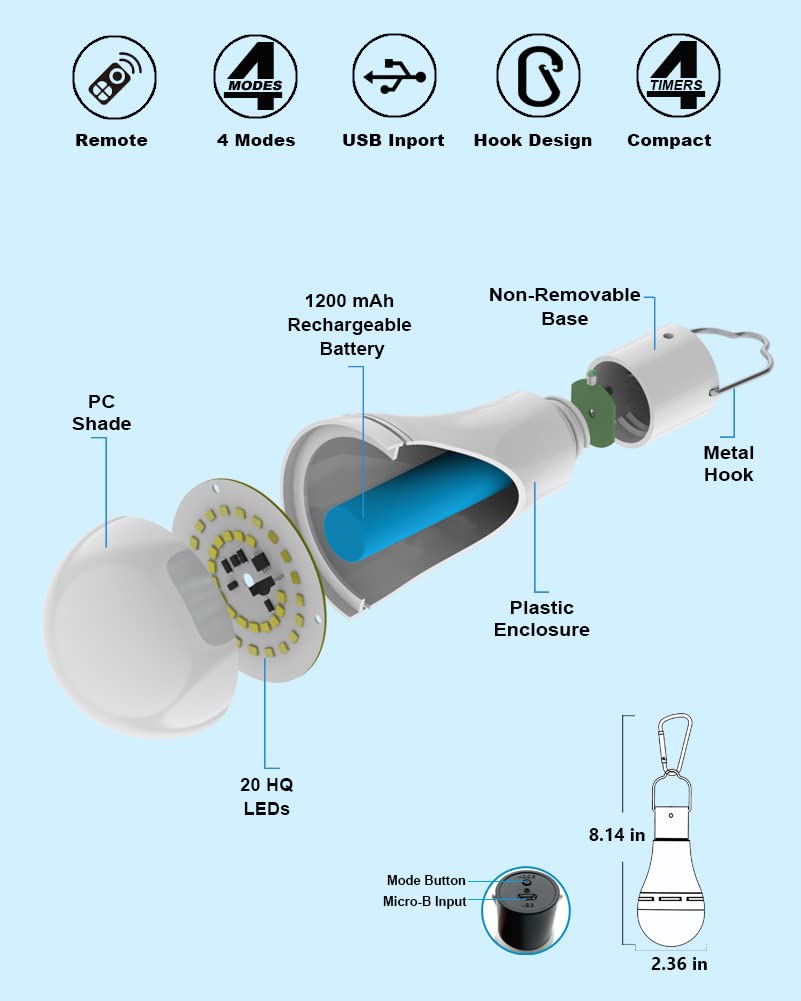 4
MODES
4
TIMERS
Remote
4 Modes
USB Inport
Hook Design
Compact
1200 mAh
Rechargeable
Battery
Non-Removable
Base
PC
Shade
Metal
Hook
Plastic
Enclosure
20 HQ
LEDs
8.14 in
Mode Button
Micro-B Input
MODE
USB
2.36 in